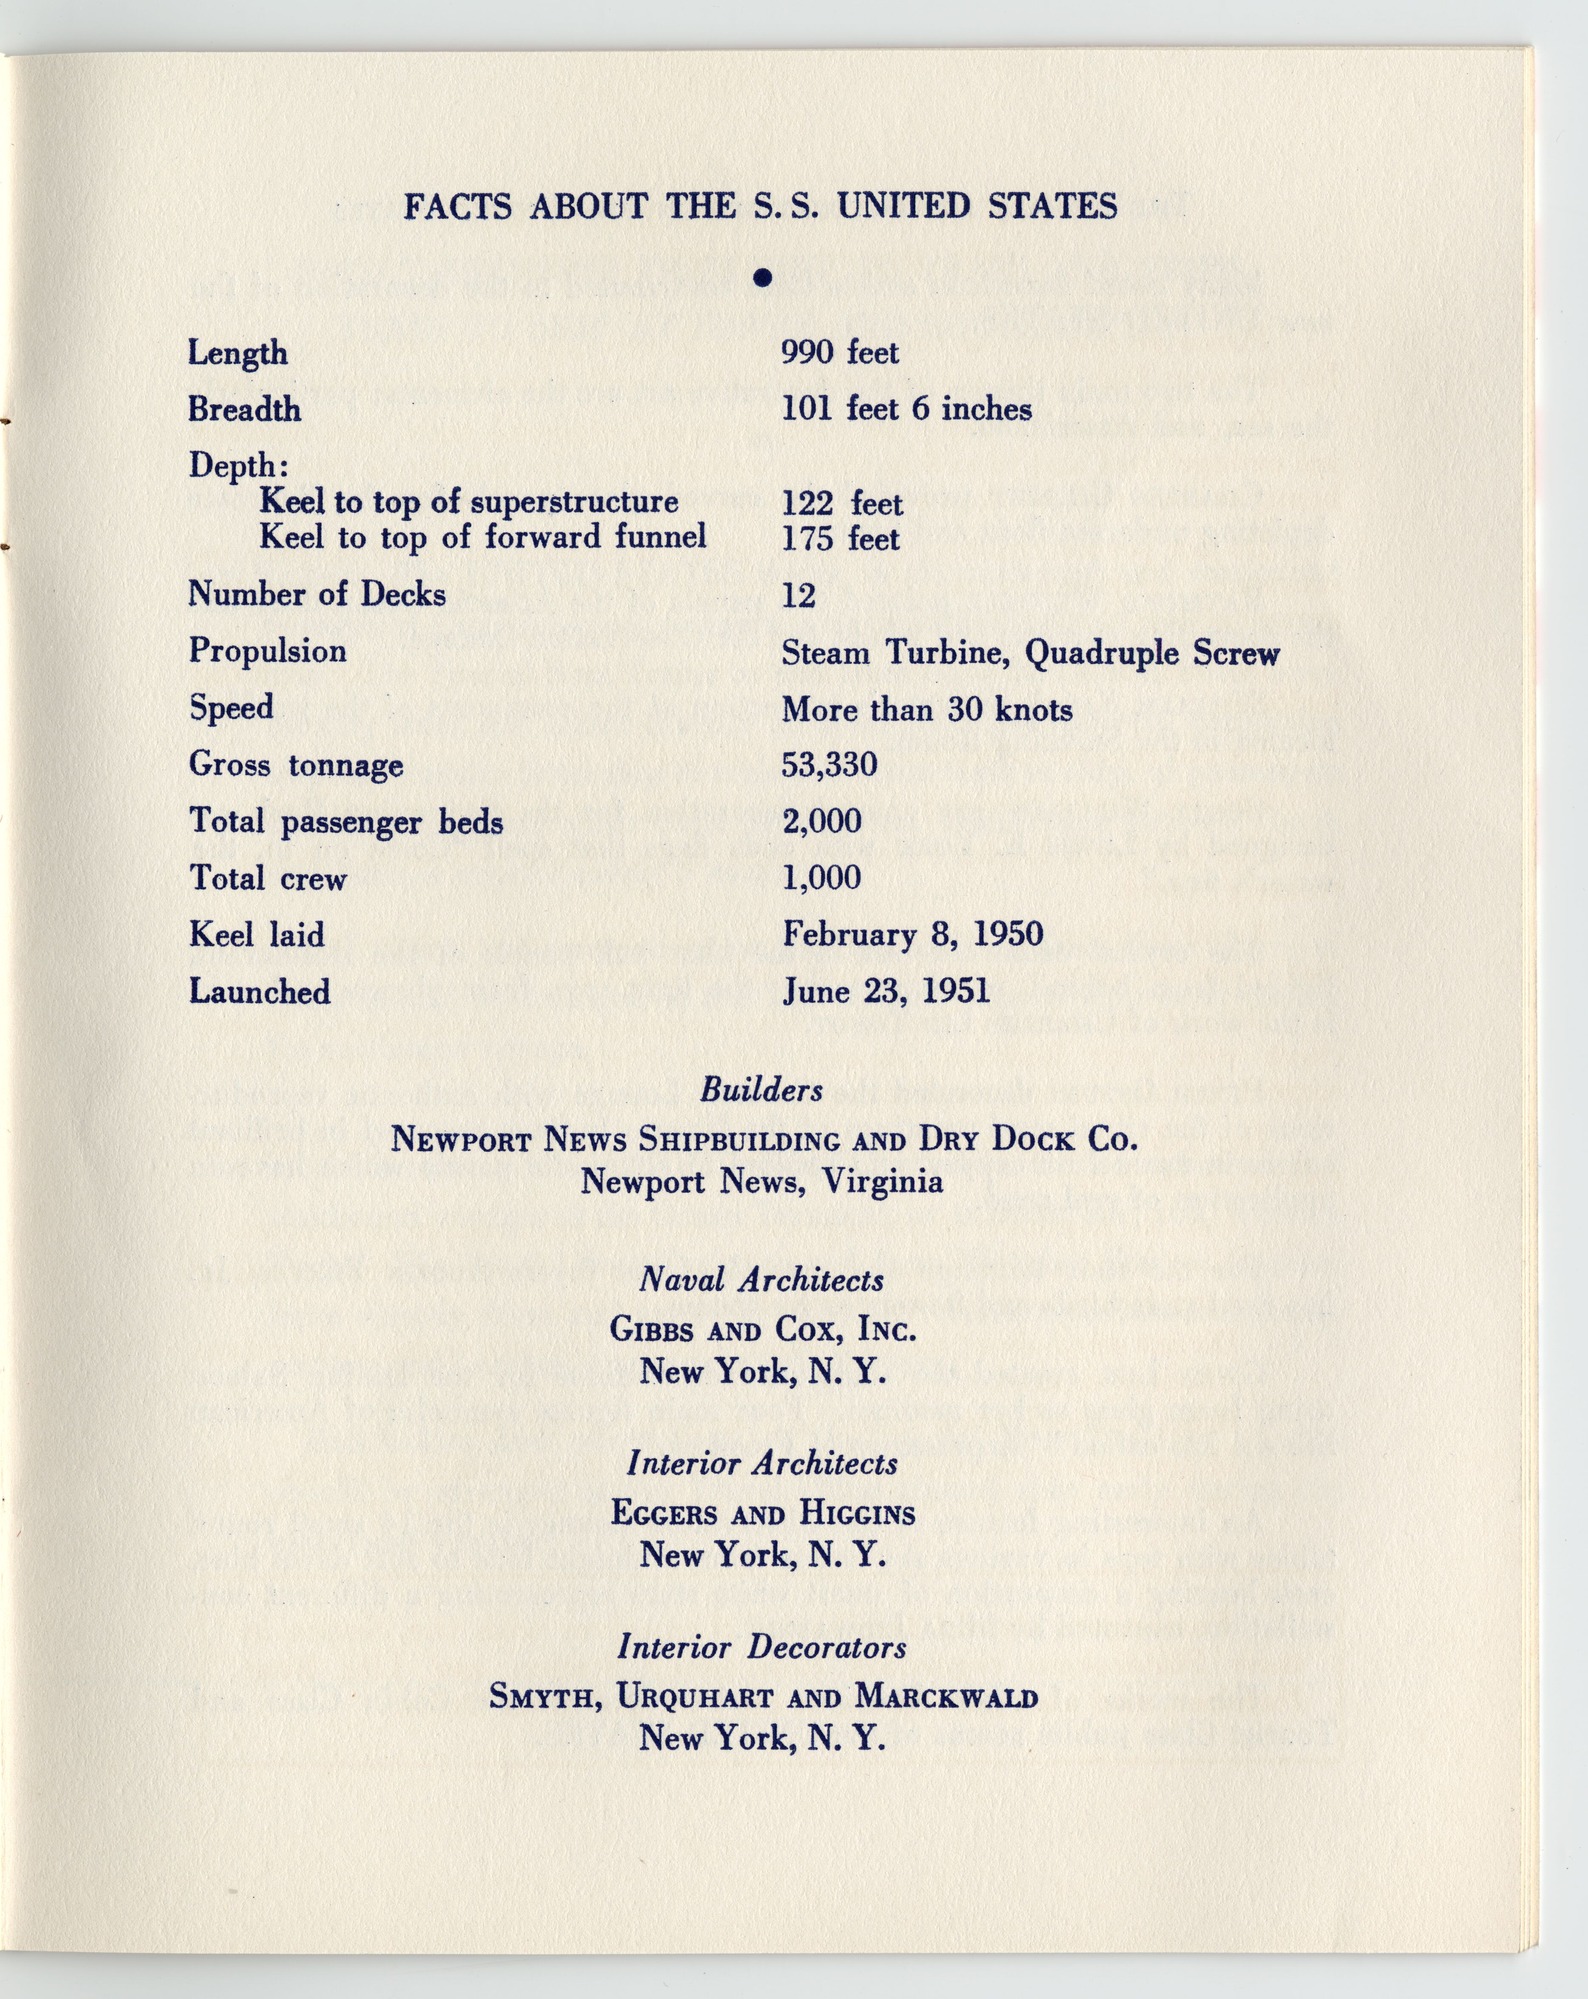 FACTS ABOUT THE S. S. UNITED STATES
●
Length 990 feet
Breadth 101 feet 6 inches
Depth:
Keel to top of superstructure 122 feet
Keel to top of forward funnel 175 feet
Number of Decks 12
Propulsion Steam Turbine, Quadruple Screw
Speed More than 30 knots
Gross tonnage 53,330
Total passenger beds 2,000
Total crew 1,000
Keel laid February 8, 1950
Launched June 23, 1951
Builders
NEWPORT NEWS SHIPBUILDING AND DRY DOCK CO.
Newport News, Virginia
Naval Architects
GIBBS AND COX, INC.
New York, N. Y.
Interior Architects
EGGERS AND HIGGINS
New York, N. Y.
Interior Decorators
SMYTH, URQUHART AND MARCKWALD
New York, N. Y.